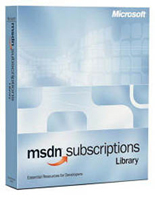 Microsoft
msdn subscriptions
Library
Essential Resources for Developers